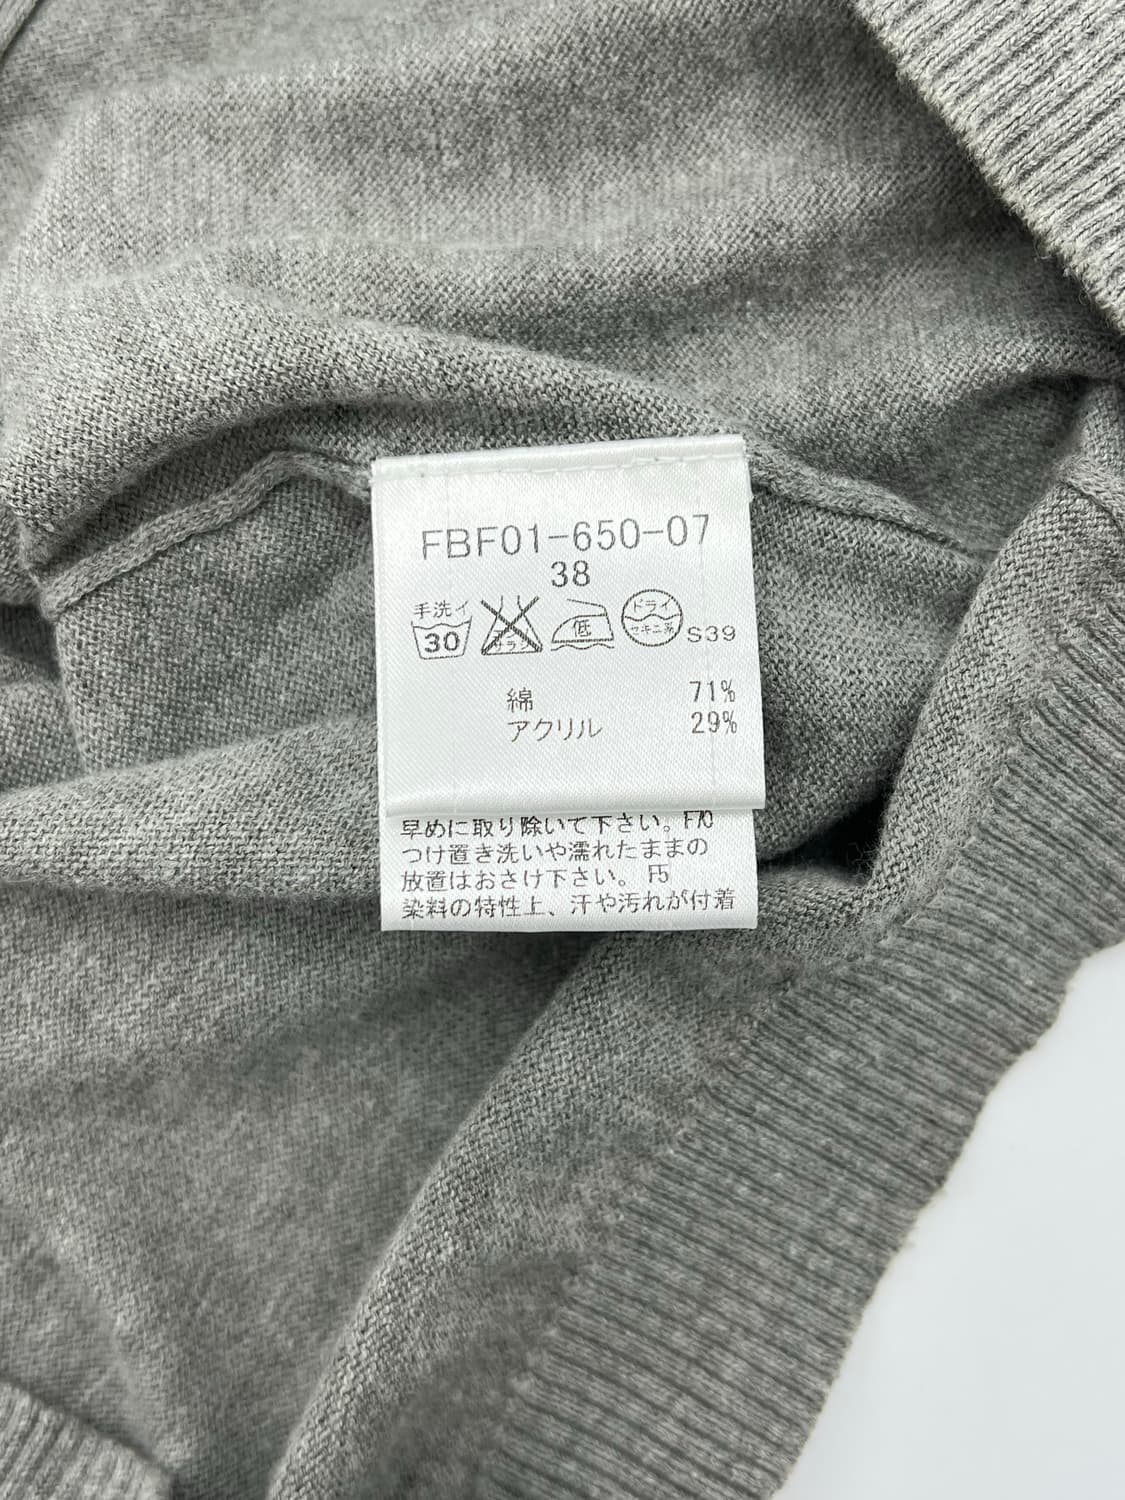 FBF01-650-07
38
手洗イ
30
サラシ
低
ドライ
セキユ系
S39
綿 71%
アクリル 29%
早めに取り除いて下さい。F70
つけ置き洗いや濡れたままの
放置はおさけ下さい。F5
染料の特性上、汗や汚れが付着